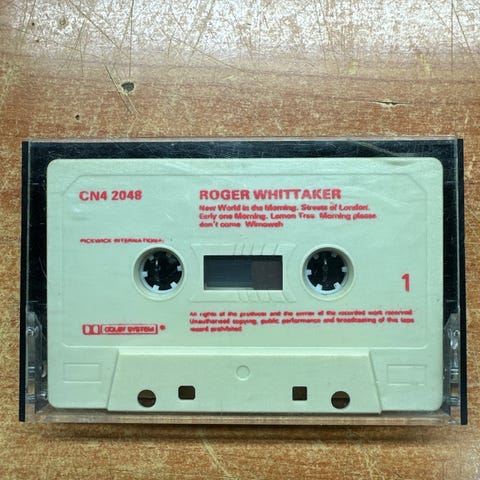 CN4 2048
ROGER WHITTAKER
New World in the Morning. Streets of London.
Early one Morning. Lemon Tree Morning please
don't come Wimoweh
PICKWICK INTERNATIONAL
1
DOLBY SYSTEM
All rights of the producer and the owner of the recorded work reserved
Unauthorised copying, public performance and broadcasting of this tape
record prohibited